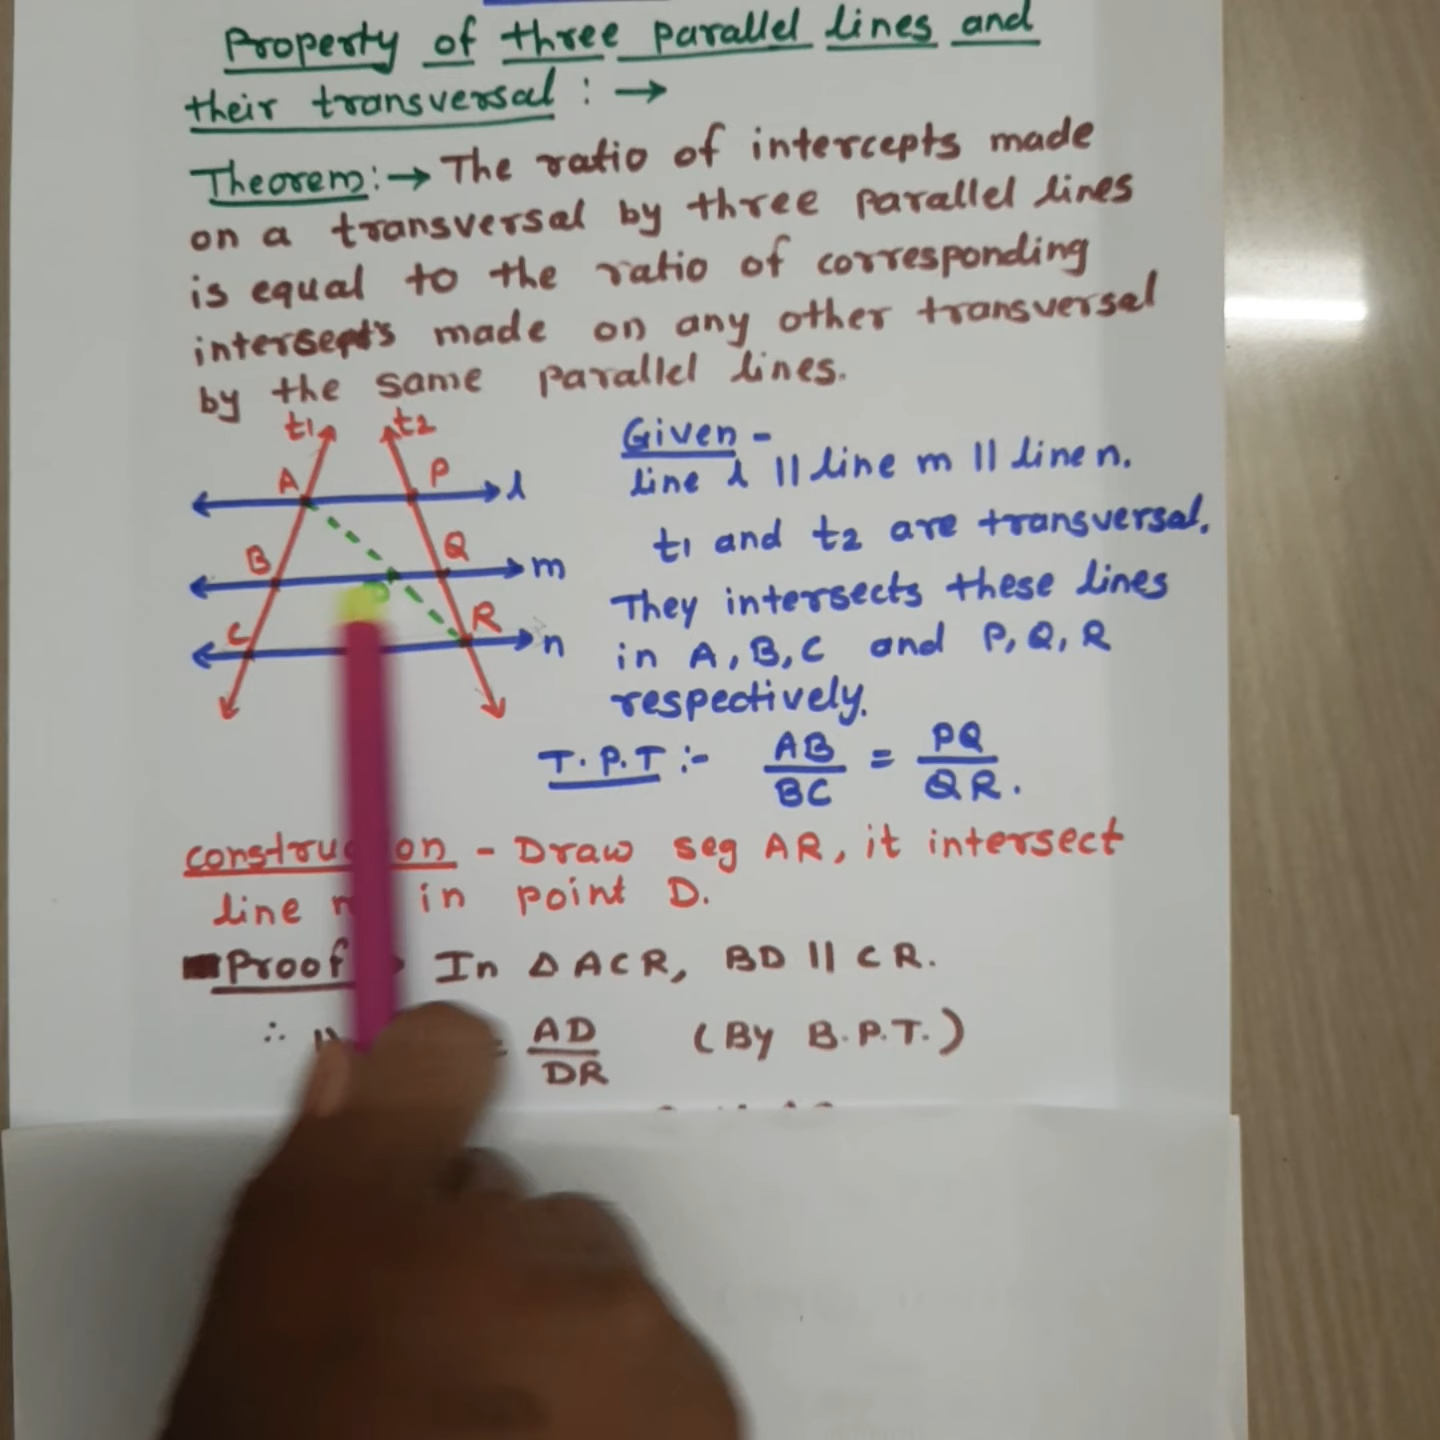 Property of three parallel lines and
their transversal : →
Theorem :→ The ratio of intercepts made
on a transversal by three parallel lines
is equal to the ratio of corresponding
intersepts made on any other transversal
by the same parallel lines.
t1 t2
A P l
B Q m
D
C R n
Given -
line l || line m || line n.
t1 and t2 are transversal.
They intersects these lines
in A, B, C and P, Q, R
respectively.
T.P.T :- AB/BC = PQ/QR.
- Draw seg AR, it intersect
line in point D.
Proof In △ ACR, BD || CR.
∴ = AD/DR (By B.P.T.)